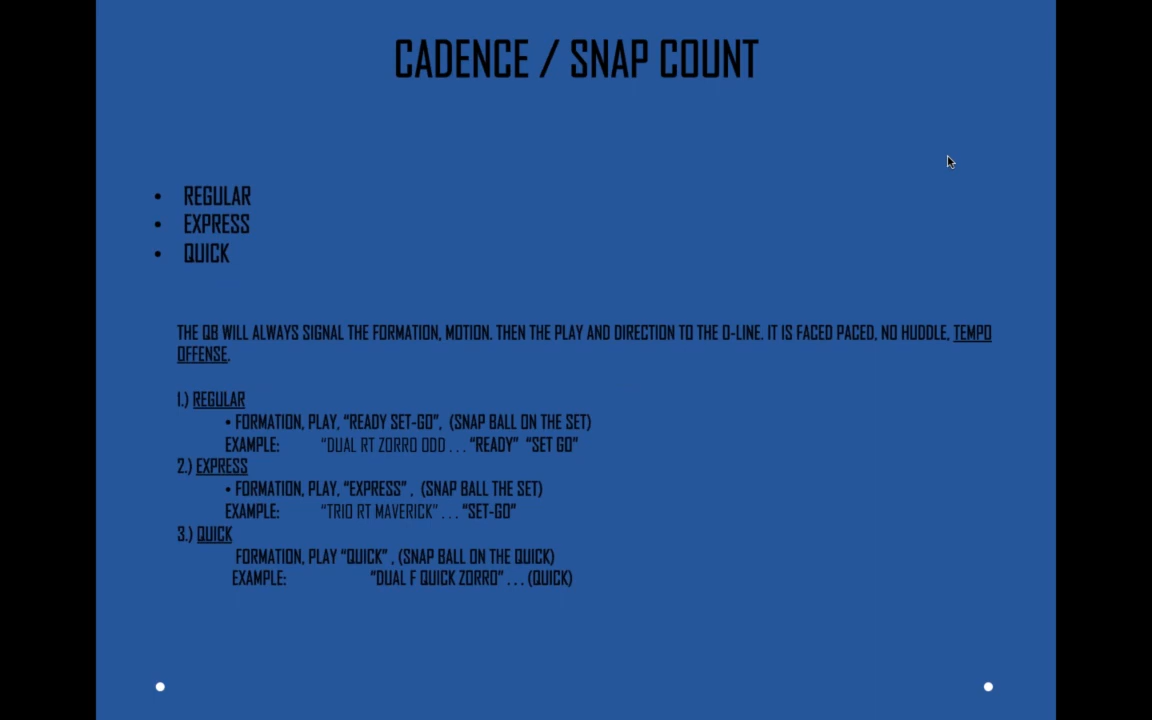 CADENCE / SNAP COUNT
• REGULAR
• EXPRESS
• QUICK
THE QB WILL ALWAYS SIGNAL THE FORMATION, MOTION. THEN THE PLAY AND DIRECTION TO THE O-LINE. IT IS FACED PACED, NO HUDDLE, TEMPO
OFFENSE.
1.) REGULAR
• FORMATION, PLAY, “READY SET-GO”, (SNAP BALL ON THE SET)
EXAMPLE: “DUAL RT ZORRO ODD . . . “READY” “SET GO”
2.) EXPRESS
• FORMATION, PLAY, “EXPRESS” , (SNAP BALL THE SET)
EXAMPLE: “TRIO RT MAVERICK” . . . “SET-GO”
3.) QUICK
FORMATION, PLAY “QUICK” , (SNAP BALL ON THE QUICK)
EXAMPLE: “DUAL F QUICK ZORRO” . . . (QUICK)